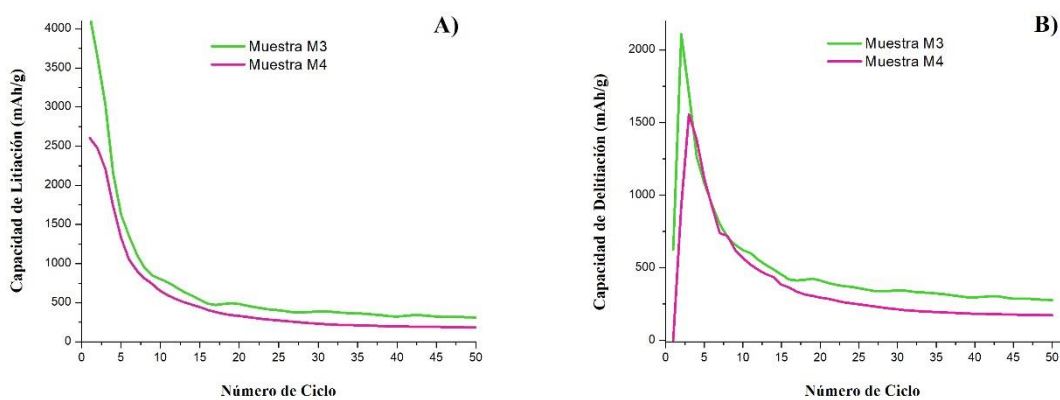 A)
Muestra M3
Muestra M4
Capacidad de Litiación (mAh/g)
4000
3500
3000
2500
2000
1500
1000
500
0
0 5 10 15 20 25 30 35 40 45 50
Número de Ciclo
B)
Muestra M3
Muestra M4
Capacidad de Delitiación (mAh/g)
2000
1500
1000
500
0
0 5 10 15 20 25 30 35 40 45 50
Número de Ciclo